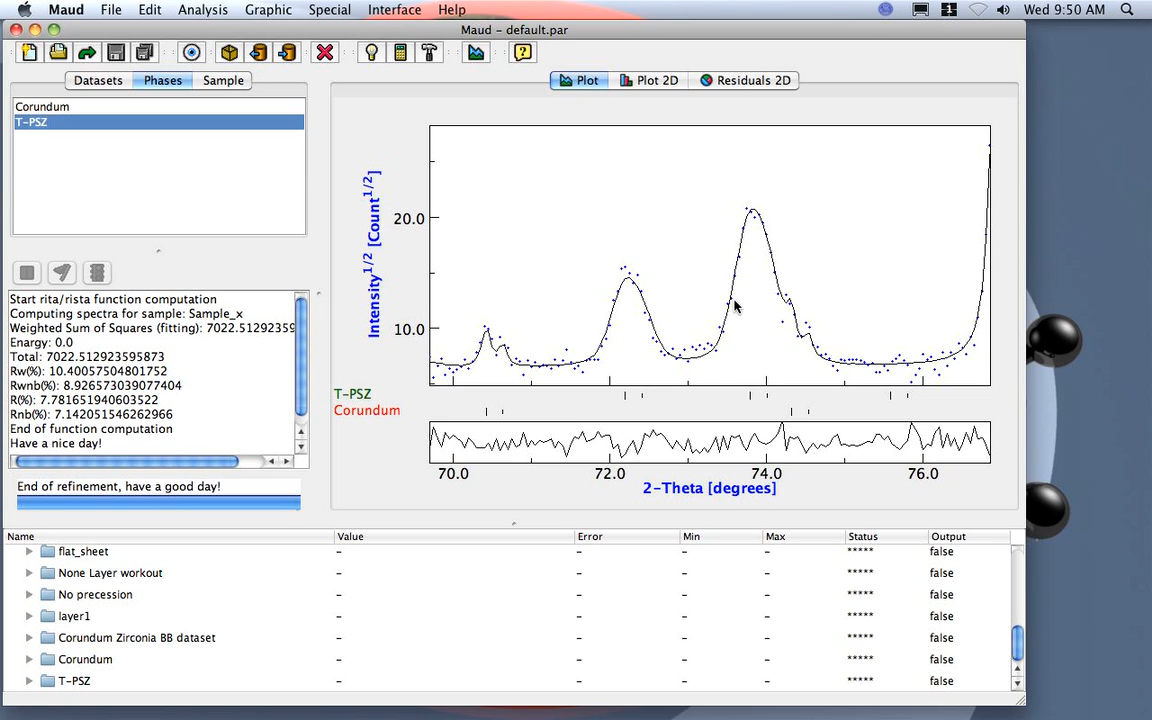 Maud File Edit Analysis Graphic Special Interface Help 1 Wed 9:50 AM
Maud - default.par
Datasets Phases Sample
Plot Plot 2D Residuals 2D
Corundum
T-PSZ
Start rita/rista function computation
Computing spectra for sample: Sample_x
Weighted Sum of Squares (fitting): 7022.51292359
Energy: 0.0
Total: 7022.512923595873
Rw(%): 10.40057504801752
Rwnb(%): 8.926573039077404
R(%): 7.781651940603522
Rnb(%): 7.142051546262966
End of function computation
Have a nice day!
End of refinement, have a good day!
Intensity1/2 [Count1/2]
20.0
10.0
T-PSZ
Corundum
70.0 72.0 74.0 76.0
2-Theta [degrees]
Name Value Error Min Max Status Output
flat_sheet - - - - ***** false
None Layer workout - - - - ***** false
No precession - - - - ***** false
layer1 - - - - ***** false
Corundum Zirconia BB dataset - - - - ***** false
Corundum - - - - ***** false
T-PSZ - - - - ***** false